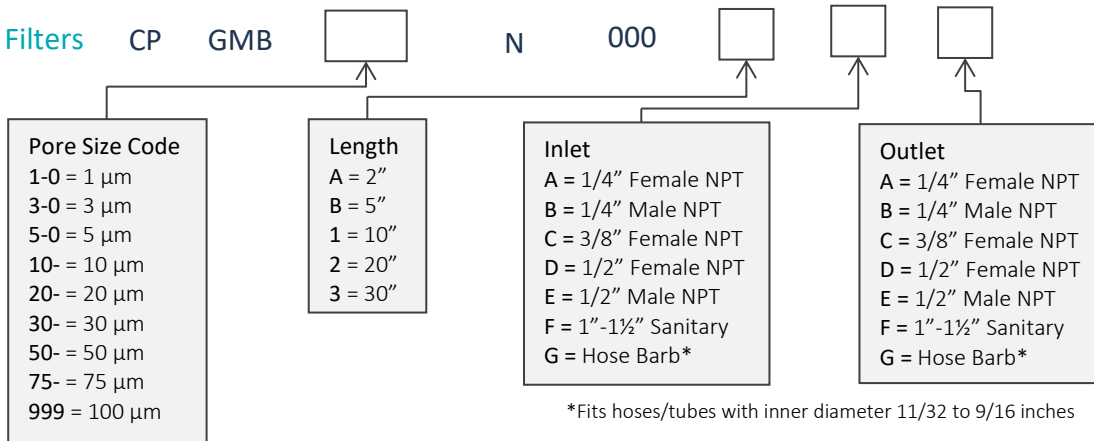 Filters CP GMB N 000
Pore Size Code
1-0 = 1 µm
3-0 = 3 µm
5-0 = 5 µm
10- = 10 µm
20- = 20 µm
30- = 30 µm
50- = 50 µm
75- = 75 µm
999 = 100 µm
Length
A = 2”
B = 5”
1 = 10”
2 = 20”
3 = 30”
Inlet
A = 1/4” Female NPT
B = 1/4” Male NPT
C = 3/8” Female NPT
D = 1/2” Female NPT
E = 1/2” Male NPT
F = 1”-1½” Sanitary
G = Hose Barb*
Outlet
A = 1/4” Female NPT
B = 1/4” Male NPT
C = 3/8” Female NPT
D = 1/2” Female NPT
E = 1/2” Male NPT
F = 1”-1½” Sanitary
G = Hose Barb*
*Fits hoses/tubes with inner diameter 11/32 to 9/16 inches